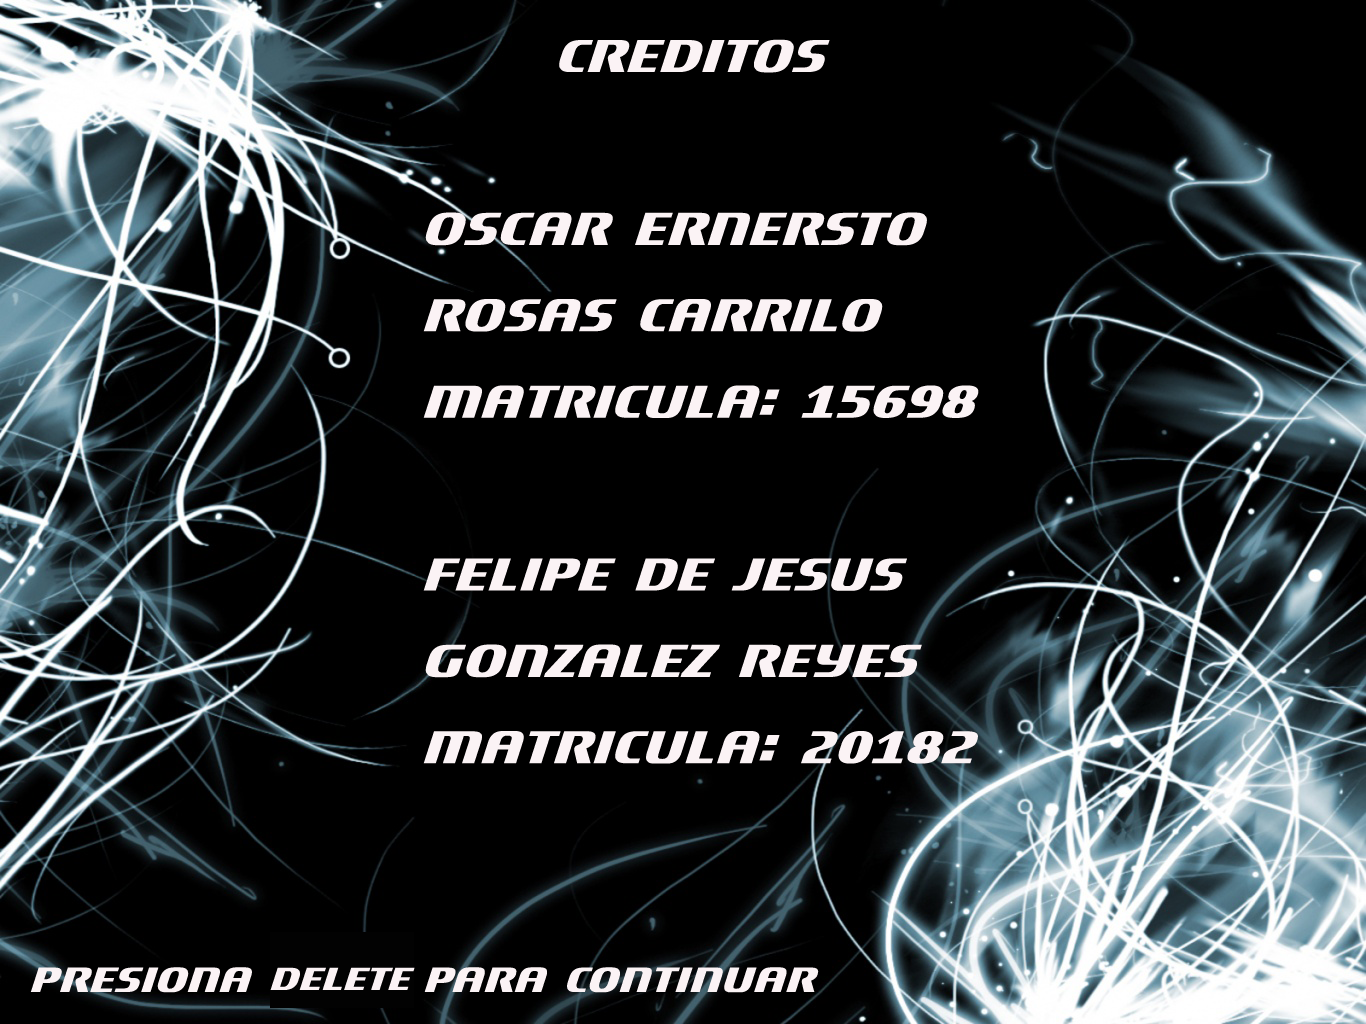 CREDITOS
OSCAR ERNERSTO
ROSAS CARRILO
MATRICULA: 15698
FELIPE DE JESUS
GONZALEZ REYES
MATRICULA: 20182
PRESIONA DELETE PARA CONTINUAR